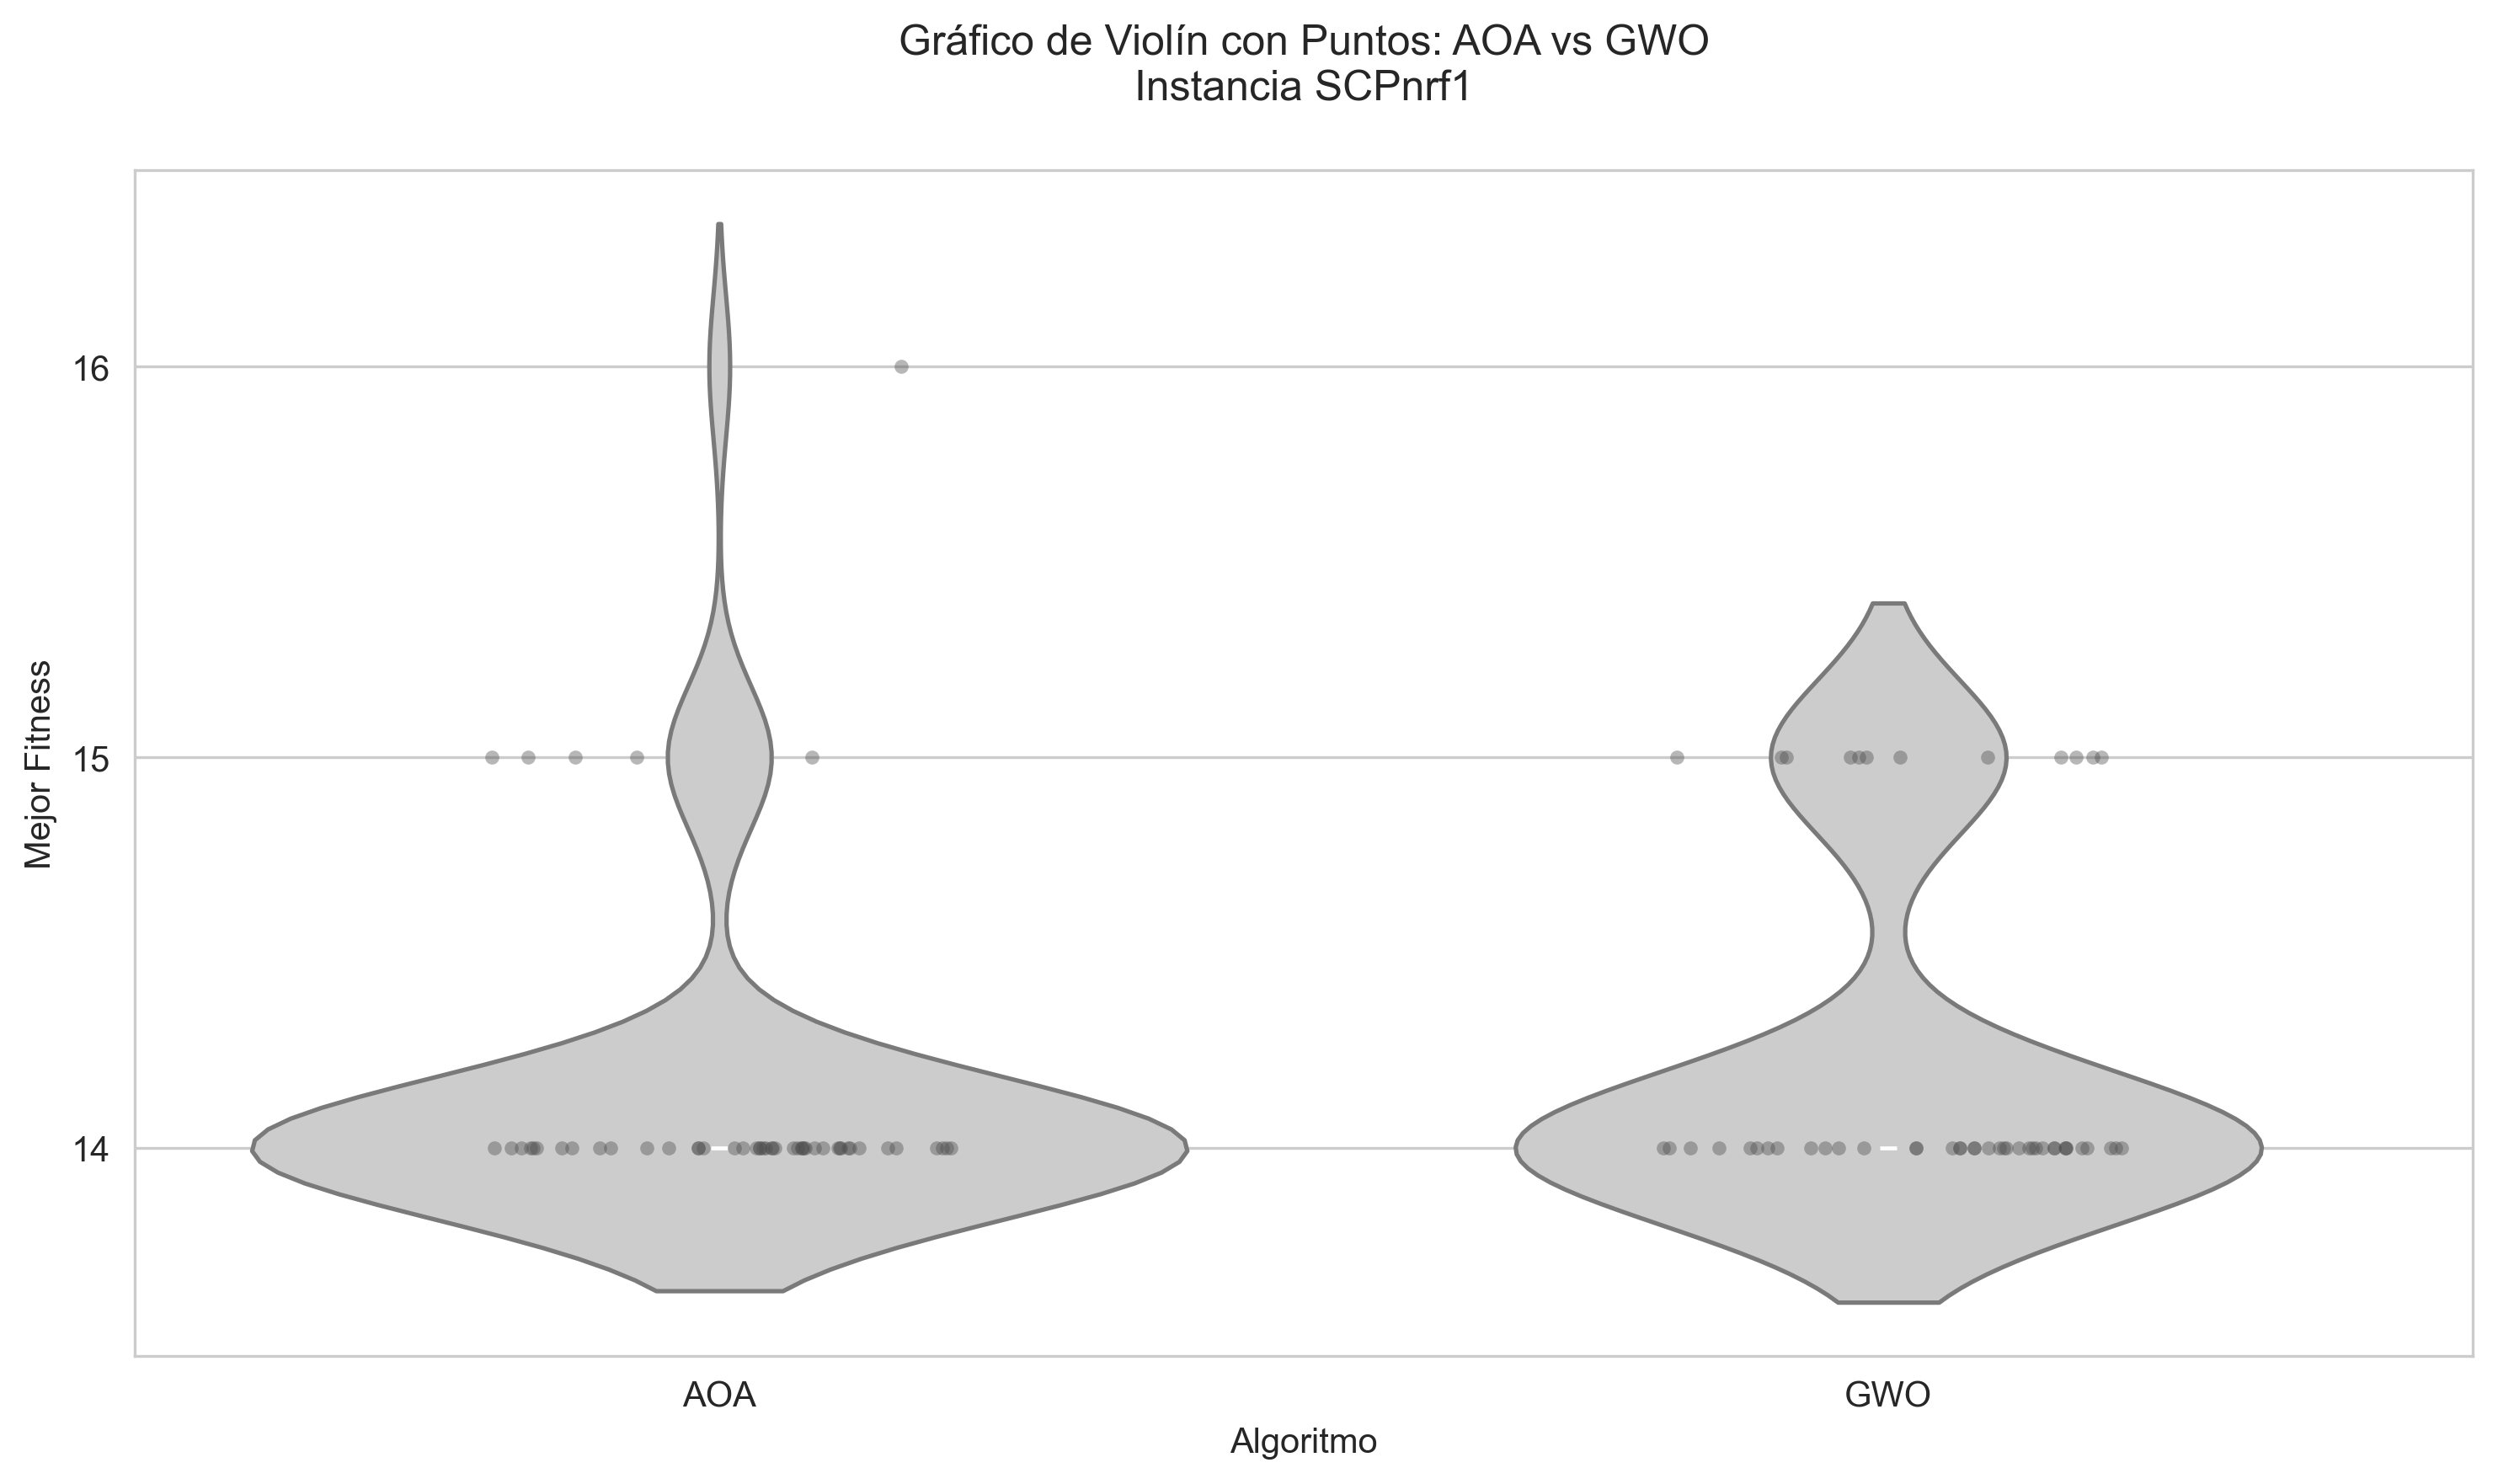 Gráfico de Violín con Puntos: AOA vs GWO
Instancia SCPnrf1
16
15
14
Mejor Fitness
AOA
GWO
Algoritmo